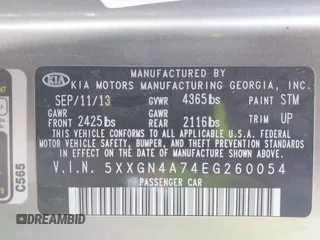 MANUFACTURED BY
KIA KIA MOTORS MANUFACTURING GEORGIA, INC.
SEP/11/13 GVWR 4365lbs PAINT STM
GAWR FRONT 2425lbs GAWR REAR 2116lbs TRIM UP
THIS VEHICLE CONFORMS TO ALL APPLICABLE FEDERAL MOTOR VEHICLE SAFETY, BUMPER, AND THEFT PREVENTION STANDARDS IN EFFECT ON THE DATE OF MANUFACTURE SHOWN ABOVE.
V.I.N. 5XXGN4A74EG260054
PASSENGER CAR
C565
DREAMBID